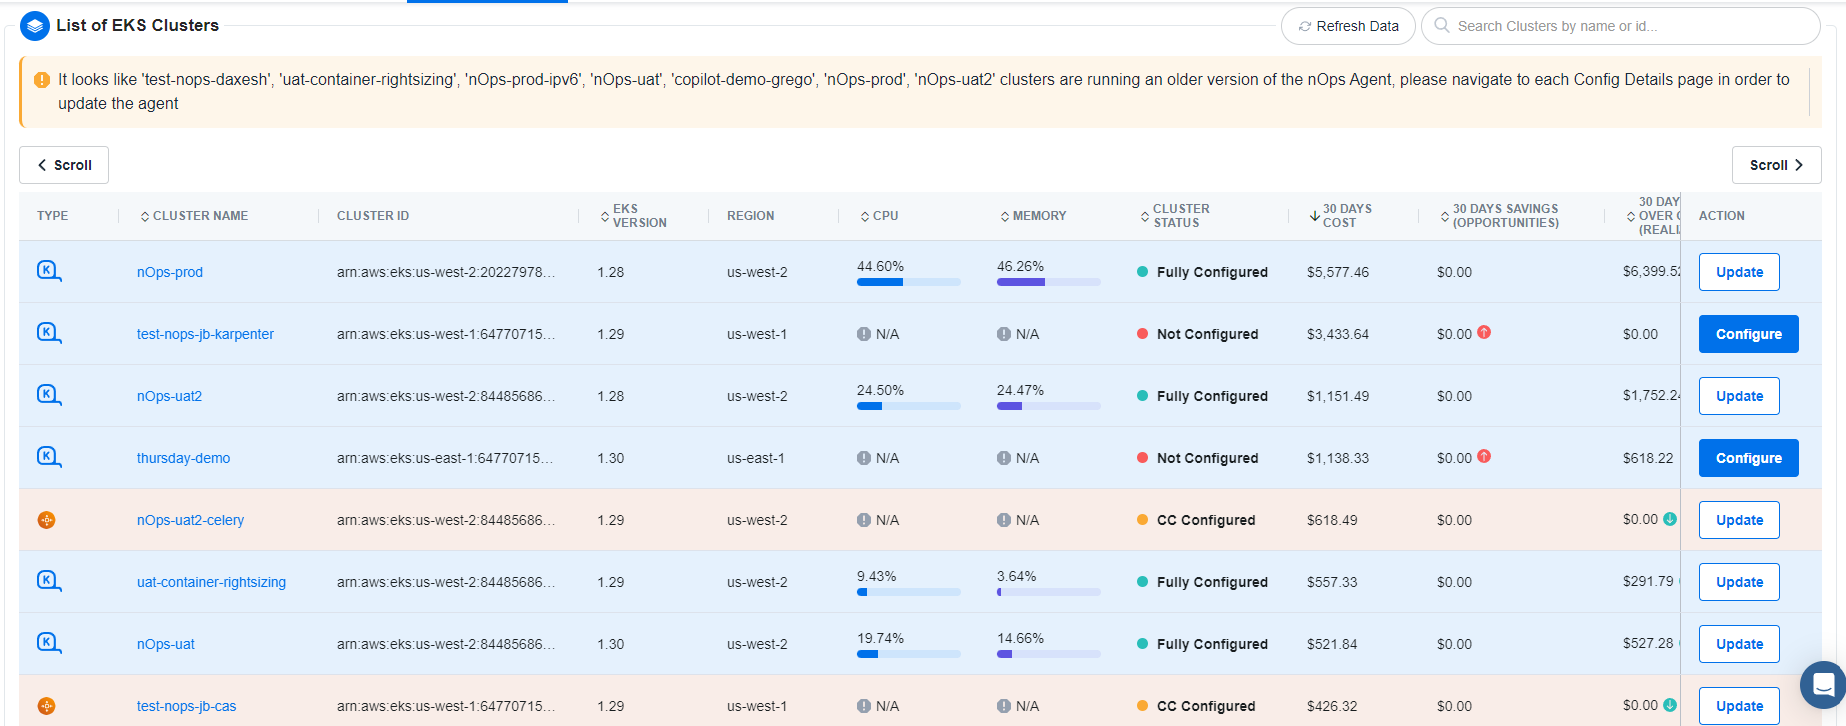 List of EKS Clusters
Refresh Data
Search Clusters by name or id...
It looks like 'test-nops-daxesh', 'uat-container-rightsizing', 'nOps-prod-ipv6', 'nOps-uat', 'copilot-demo-grego', 'nOps-prod', 'nOps-uat2' clusters are running an older version of the nOps Agent, please navigate to each Config Details page in order to
update the agent
Scroll
Scroll
TYPE CLUSTER NAME CLUSTER ID EKS VERSION REGION CPU MEMORY CLUSTER STATUS 30 DAYS COST 30 DAYS SAVINGS (OPPORTUNITIES) 30 DAY OVER ACTION
K nOps-prod arn:aws:eks:us-west-2:20227978... 1.28 us-west-2 44.60% 46.26% Fully Configured $5,577.46 $0.00 $6,399.52 Update
K test-nops-jb-karpenter arn:aws:eks:us-west-1:64770715... 1.29 us-west-1 N/A N/A Not Configured $3,433.64 $0.00 $0.00 Configure
K nOps-uat2 arn:aws:eks:us-west-2:84485686... 1.28 us-west-2 24.50% 24.47% Fully Configured $1,151.49 $0.00 $1,752.24 Update
K thursday-demo arn:aws:eks:us-east-1:64770715... 1.30 us-east-1 N/A N/A Not Configured $1,138.33 $0.00 $618.22 Configure
nOps-uat2-celery arn:aws:eks:us-west-2:84485686... 1.29 us-west-2 N/A N/A CC Configured $618.49 $0.00 $0.00 Update
K uat-container-rightsizing arn:aws:eks:us-west-2:84485686... 1.29 us-west-2 9.43% 3.64% Fully Configured $557.33 $0.00 $291.79 Update
K nOps-uat arn:aws:eks:us-west-2:84485686... 1.30 us-west-2 19.74% 14.66% Fully Configured $521.84 $0.00 $527.28 Update
test-nops-jb-cas arn:aws:eks:us-west-1:64770715... 1.29 us-west-1 N/A N/A CC Configured $426.32 $0.00 $0.00 Update